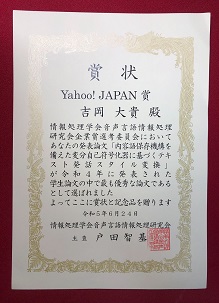 賞状
Yahoo! JAPAN 賞
吉岡 大貴 殿
情報処理学会音声言語情報処理
研究会企業賞選考委員会において
あなたの発表論文「内容語保存機構を
備えた変分自己符号化器に基づくテキ
スト発話スタイル変換」
が令和4年に発表された
学生論文の中で最も優秀な論文である
として選ばれました
よってここに賞状と記念品を贈ります
令和5年6月24日
情報処理学会音声言語情報処理研究会
主査 戸田智基